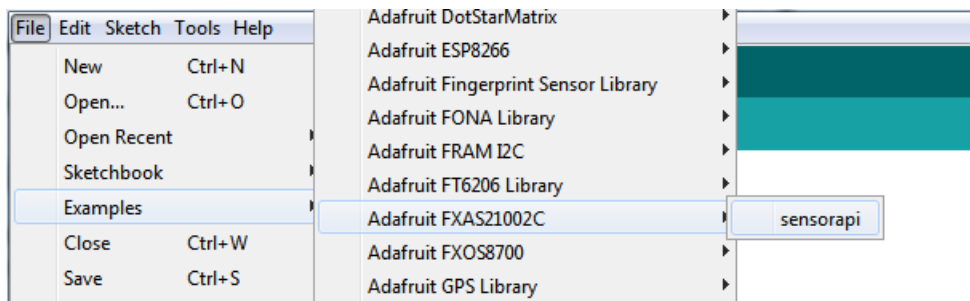 File Edit Sketch Tools Help
New Ctrl+N
Open... Ctrl+O
Open Recent
Sketchbook
Examples
Close Ctrl+W
Save Ctrl+S
Adafruit DotStarMatrix
Adafruit ESP8266
Adafruit Fingerprint Sensor Library
Adafruit FONA Library
Adafruit FRAM I2C
Adafruit FT6206 Library
Adafruit FXAS21002C
Adafruit FXOS8700
Adafruit GPS Library
sensorapi